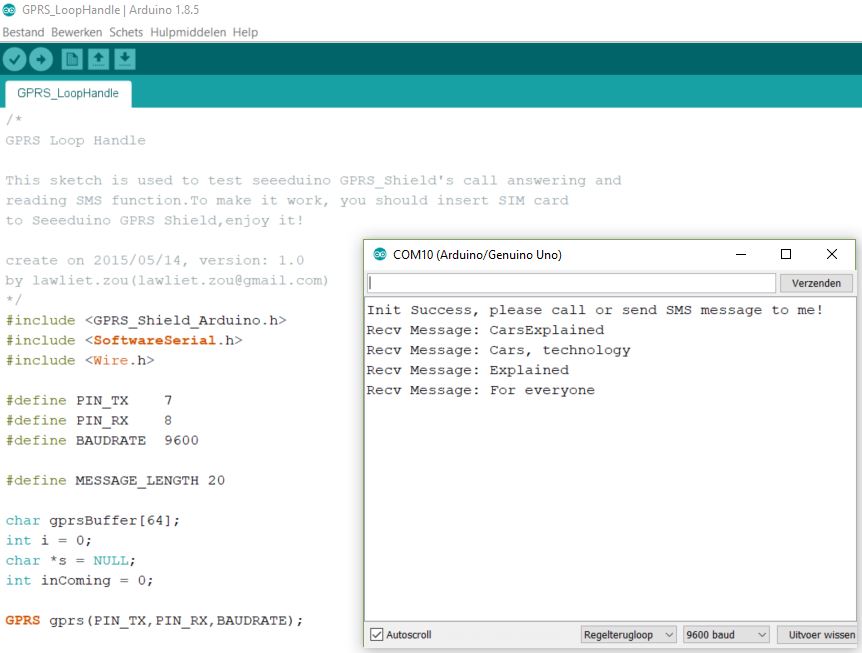 GPRS_LoopHandle | Arduino 1.8.5
Bestand Bewerken Schets Hulpmiddelen Help
GPRS_LoopHandle
/*
GPRS Loop Handle
This sketch is used to test seeeduino GPRS_Shield's call answering and
reading SMS function.To make it work, you should insert SIM card
to Seeeduino GPRS Shield,enjoy it!
create on 2015/05/14, version: 1.0
by lawliet.zou(lawliet.zou@gmail.com)
*/
#include <GPRS_Shield_Arduino.h>
#include <SoftwareSerial.h>
#include <Wire.h>
#define PIN_TX 7
#define PIN_RX 8
#define BAUDRATE 9600
#define MESSAGE_LENGTH 20
char gprsBuffer[64];
int i = 0;
char *s = NULL;
int inComing = 0;
GPRS gprs(PIN_TX,PIN_RX,BAUDRATE);
COM10 (Arduino/Genuino Uno)
Verzenden
Init Success, please call or send SMS message to me!
Recv Message: CarsExplained
Recv Message: Cars, technology
Recv Message: Explained
Recv Message: For everyone
Autoscroll Regelterugloop 9600 baud Uitvoer wissen